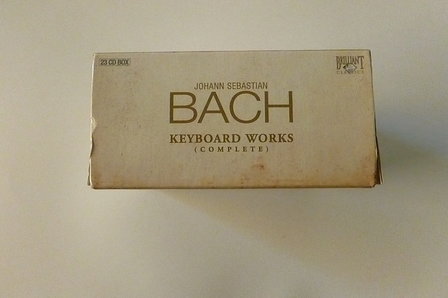 23 CD BOX
BRILLIANT
CLASSICS
JOHANN SEBASTIAN
BACH
KEYBOARD WORKS
(COMPLETE)